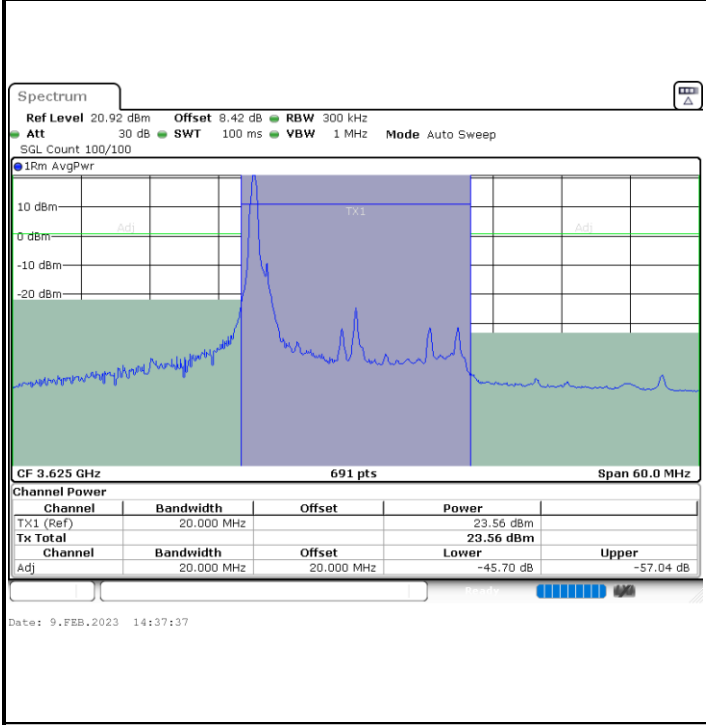 Spectrum
Ref Level 20.92 dBm Offset 8.42 dB RBW 300 kHz
Att 30 dB SWT 100 ms VBW 1 MHz Mode Auto Sweep
SGL Count 100/100
1Rm AvgPwr
10 dBm
TX1
Adj
Adj
0 dBm
-10 dBm
-20 dBm
CF 3.625 GHz 691 pts Span 60.0 MHz
Channel Power
Channel Bandwidth Offset Power
TX1 (Ref) 20.000 MHz 23.56 dBm
Tx Total 23.56 dBm
Channel Bandwidth Offset Lower Upper
Adj 20.000 MHz 20.000 MHz -45.70 dB -57.04 dB
Ready
Date: 9.FEB.2023 14:37:37